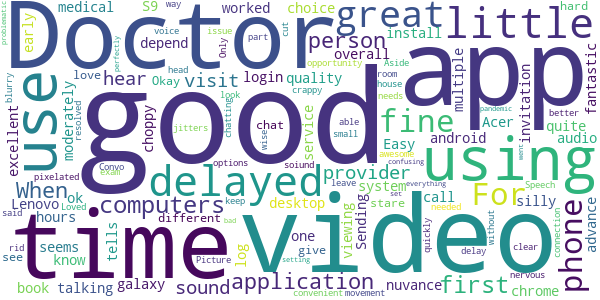 problematic
medical
S9
way
worked
choice
great
little
hard
early
Doctor
voice
issue
depend
Only
part
cut
person
overall
install
opportunity
Aside
room
house
needs
pandemic
blurry
resolved
perfectly
head
love
Okay
hear
visit
login
quality
jitters
look
crappy
multiple
invitation
fantastic
app
better
excellent
use
moderately
choppy
good
chatting
chat
able
wise
small
service
fine
android
Acer
quite
audio
pixelated
Loved
Convo
exam
delayed
options
soiund
awesome
confusing
Easy
using
went
everything
When
ok
Lenovo
computers
desktop
provider
system
leave
keep
stare
set
For
call
needed
Speech
silly
said
hours
different
bad
viewing
Sending
phone
connection
advance
rid
see
seems
know
tells
time
log
one
give
video
quickly
delay
without
clear
nervous
book
talking
galaxy
Picture
sound
setting
application
convenient
movement
nuvance
first
chrome